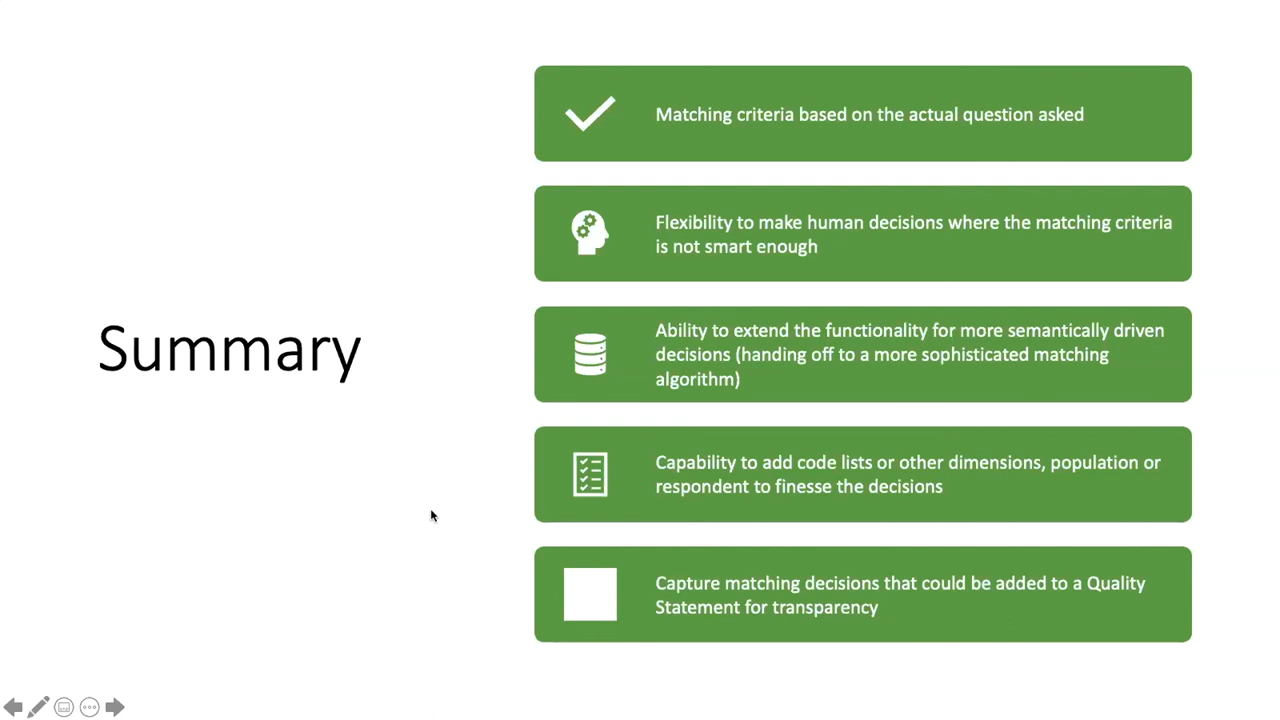 Summary
Matching criteria based on the actual question asked
Flexibility to make human decisions where the matching criteria
is not smart enough
Ability to extend the functionality for more semantically driven
decisions (handing off to a more sophisticated matching
algorithm)
Capability to add code lists or other dimensions, population or
respondent to finesse the decisions
Capture matching decisions that could be added to a Quality
Statement for transparency